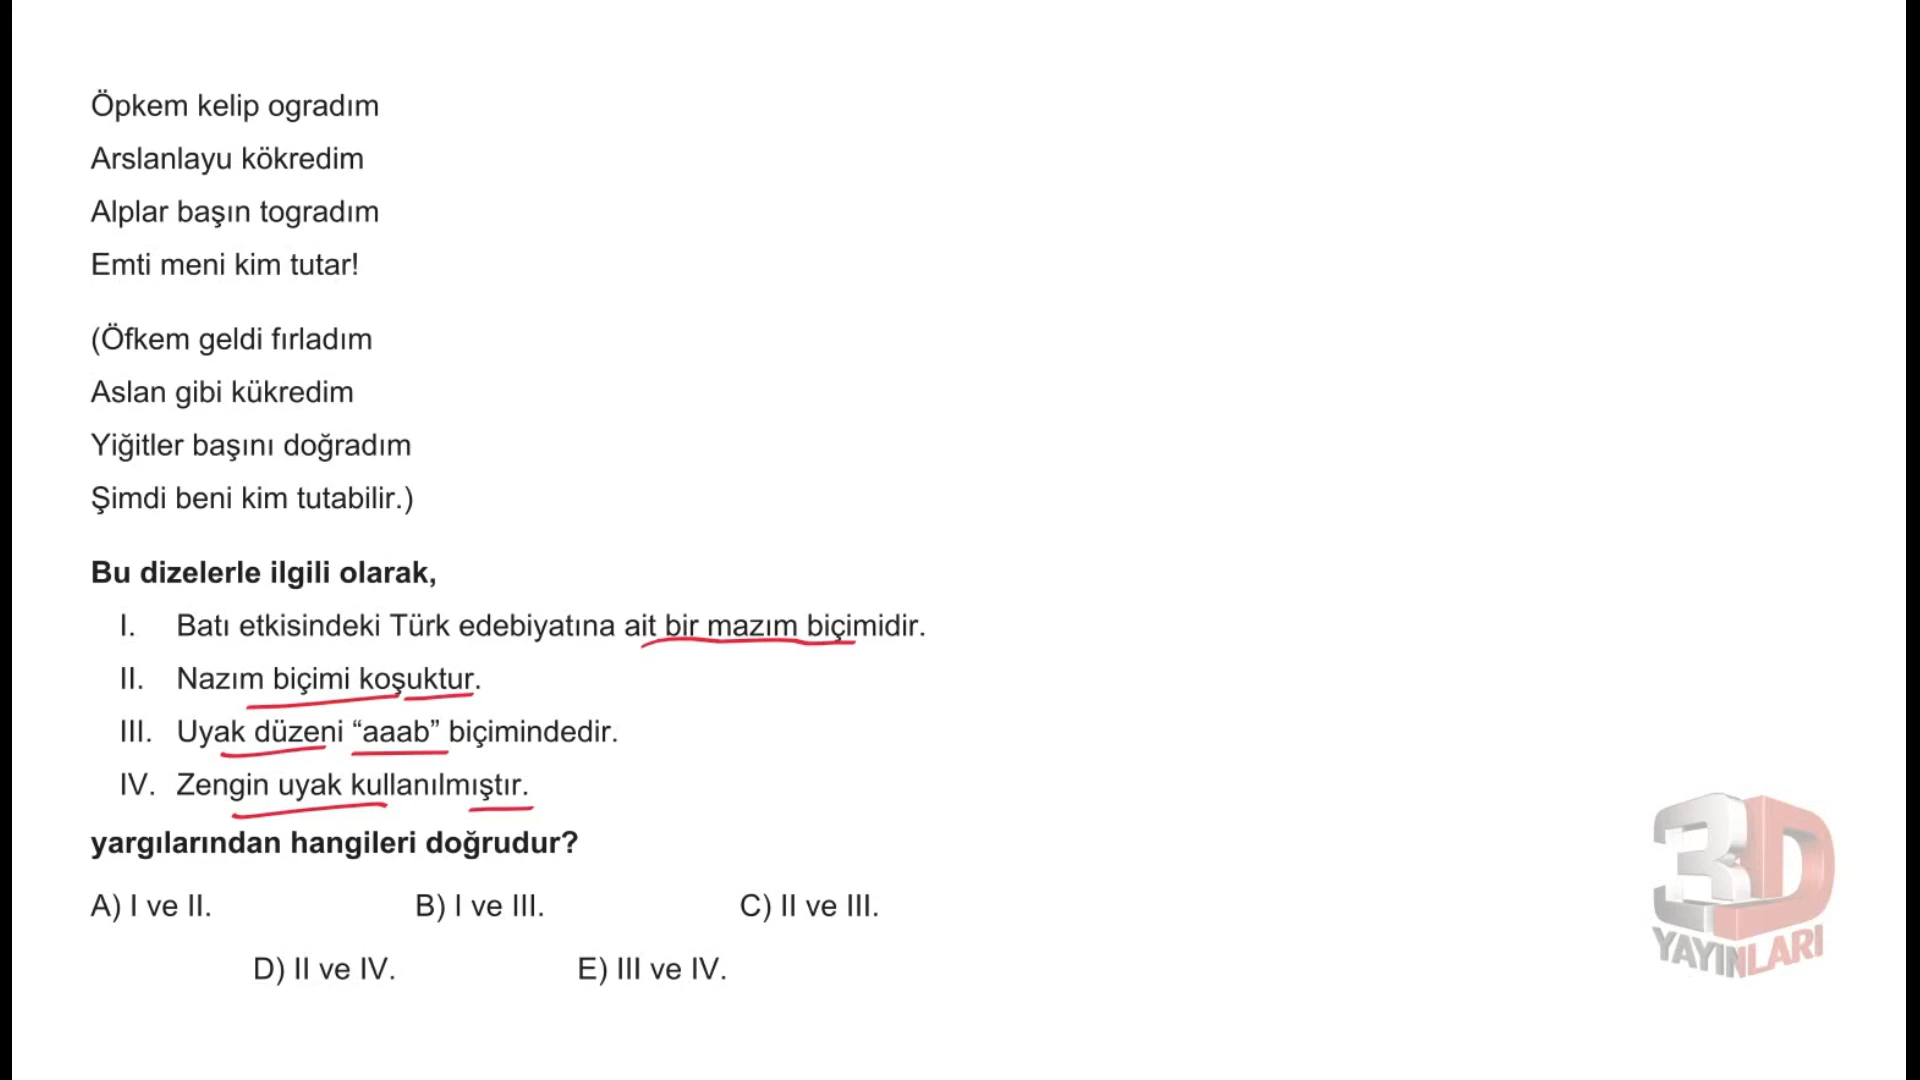 Öpkem kelip ogradım
Arslanlayu kökredim
Alplar başın togradım
Emti meni kim tutar!
(Öfkem geldi fırladım
Aslan gibi kükredim
Yiğitler başını doğradım
Şimdi beni kim tutabilir.)
Bu dizelerle ilgili olarak,
I. Batı etkisindeki Türk edebiyatına ait bir mazım biçimidir.
II. Nazım biçimi koşuktur.
III. Uyak düzeni “aaab” biçimindedir.
IV. Zengin uyak kullanılmıştır.
yargılarından hangileri doğrudur?
A) I ve II. B) I ve III. C) II ve III.
D) II ve IV. E) III ve IV.
3D
YAYINLARI